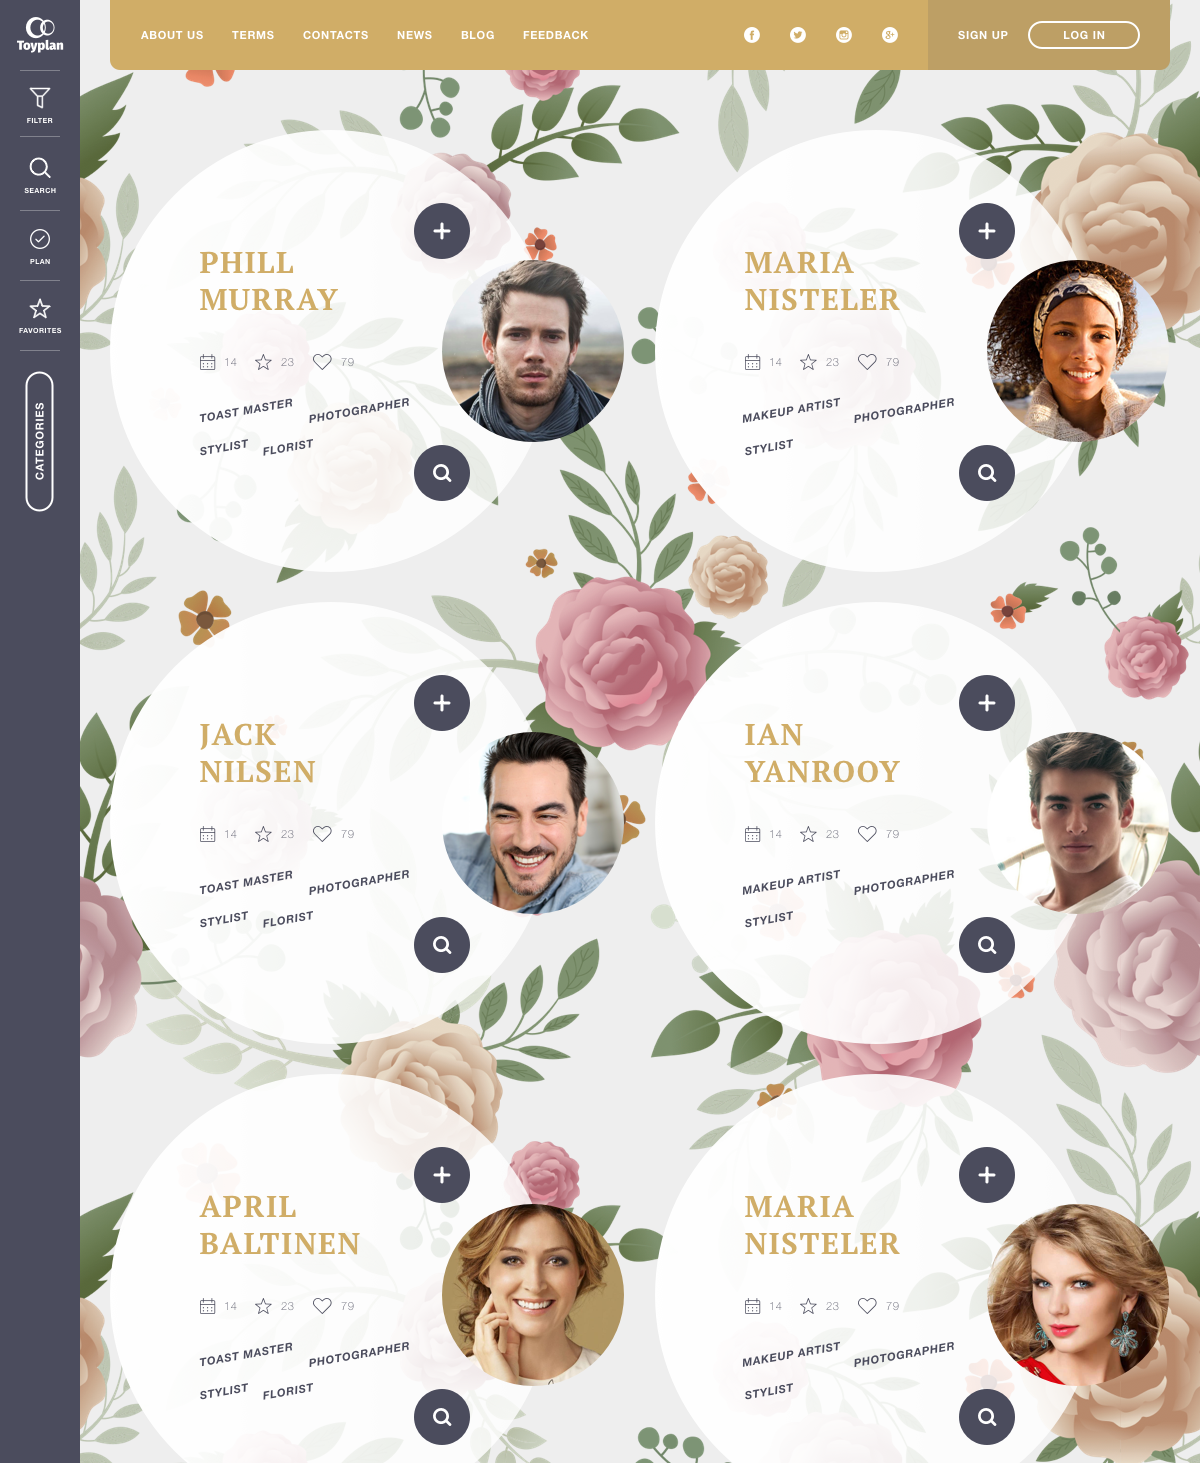 Toyplan
FILTER
SEARCH
PLAN
FAVORITES
CATEGORIES
ABOUT US TERMS CONTACTS NEWS BLOG FEEDBACK
SIGN UP LOG IN
PHILL
MURRAY
14 23 79
TOAST MASTER PHOTOGRAPHER
STYLIST FLORIST
MARIA
NISTELER
14 23 79
MAKEUP ARTIST PHOTOGRAPHER
STYLIST
JACK
NILSEN
14 23 79
TOAST MASTER PHOTOGRAPHER
STYLIST FLORIST
IAN
YANROOY
14 23 79
MAKEUP ARTIST PHOTOGRAPHER
STYLIST
APRIL
BALTINEN
14 23 79
TOAST MASTER PHOTOGRAPHER
STYLIST FLORIST
MARIA
NISTELER
14 23 79
MAKEUP ARTIST PHOTOGRAPHER
STYLIST